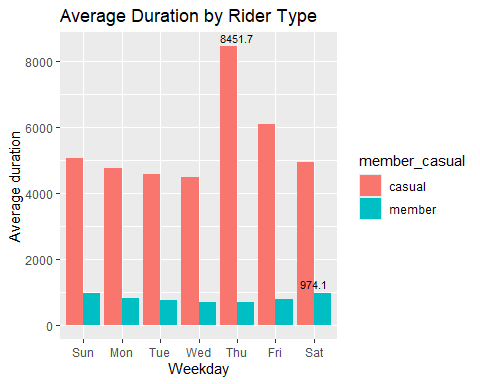 Average Duration by Rider Type
8451.7
974.1
8000
6000
4000
2000
0
Average duration
Sun Mon Tue Wed Thu Fri Sat
Weekday
member_casual
casual
member